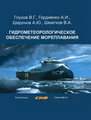 Глухов В.Г., Гордиенко А.И.,
Шаронов А.Ю., Шматков В.А.
ГИДРОМЕТЕОРОЛОГИЧЕСКОЕ
ОБЕСПЕЧЕНИЕ МОРЕПЛАВАНИЯ